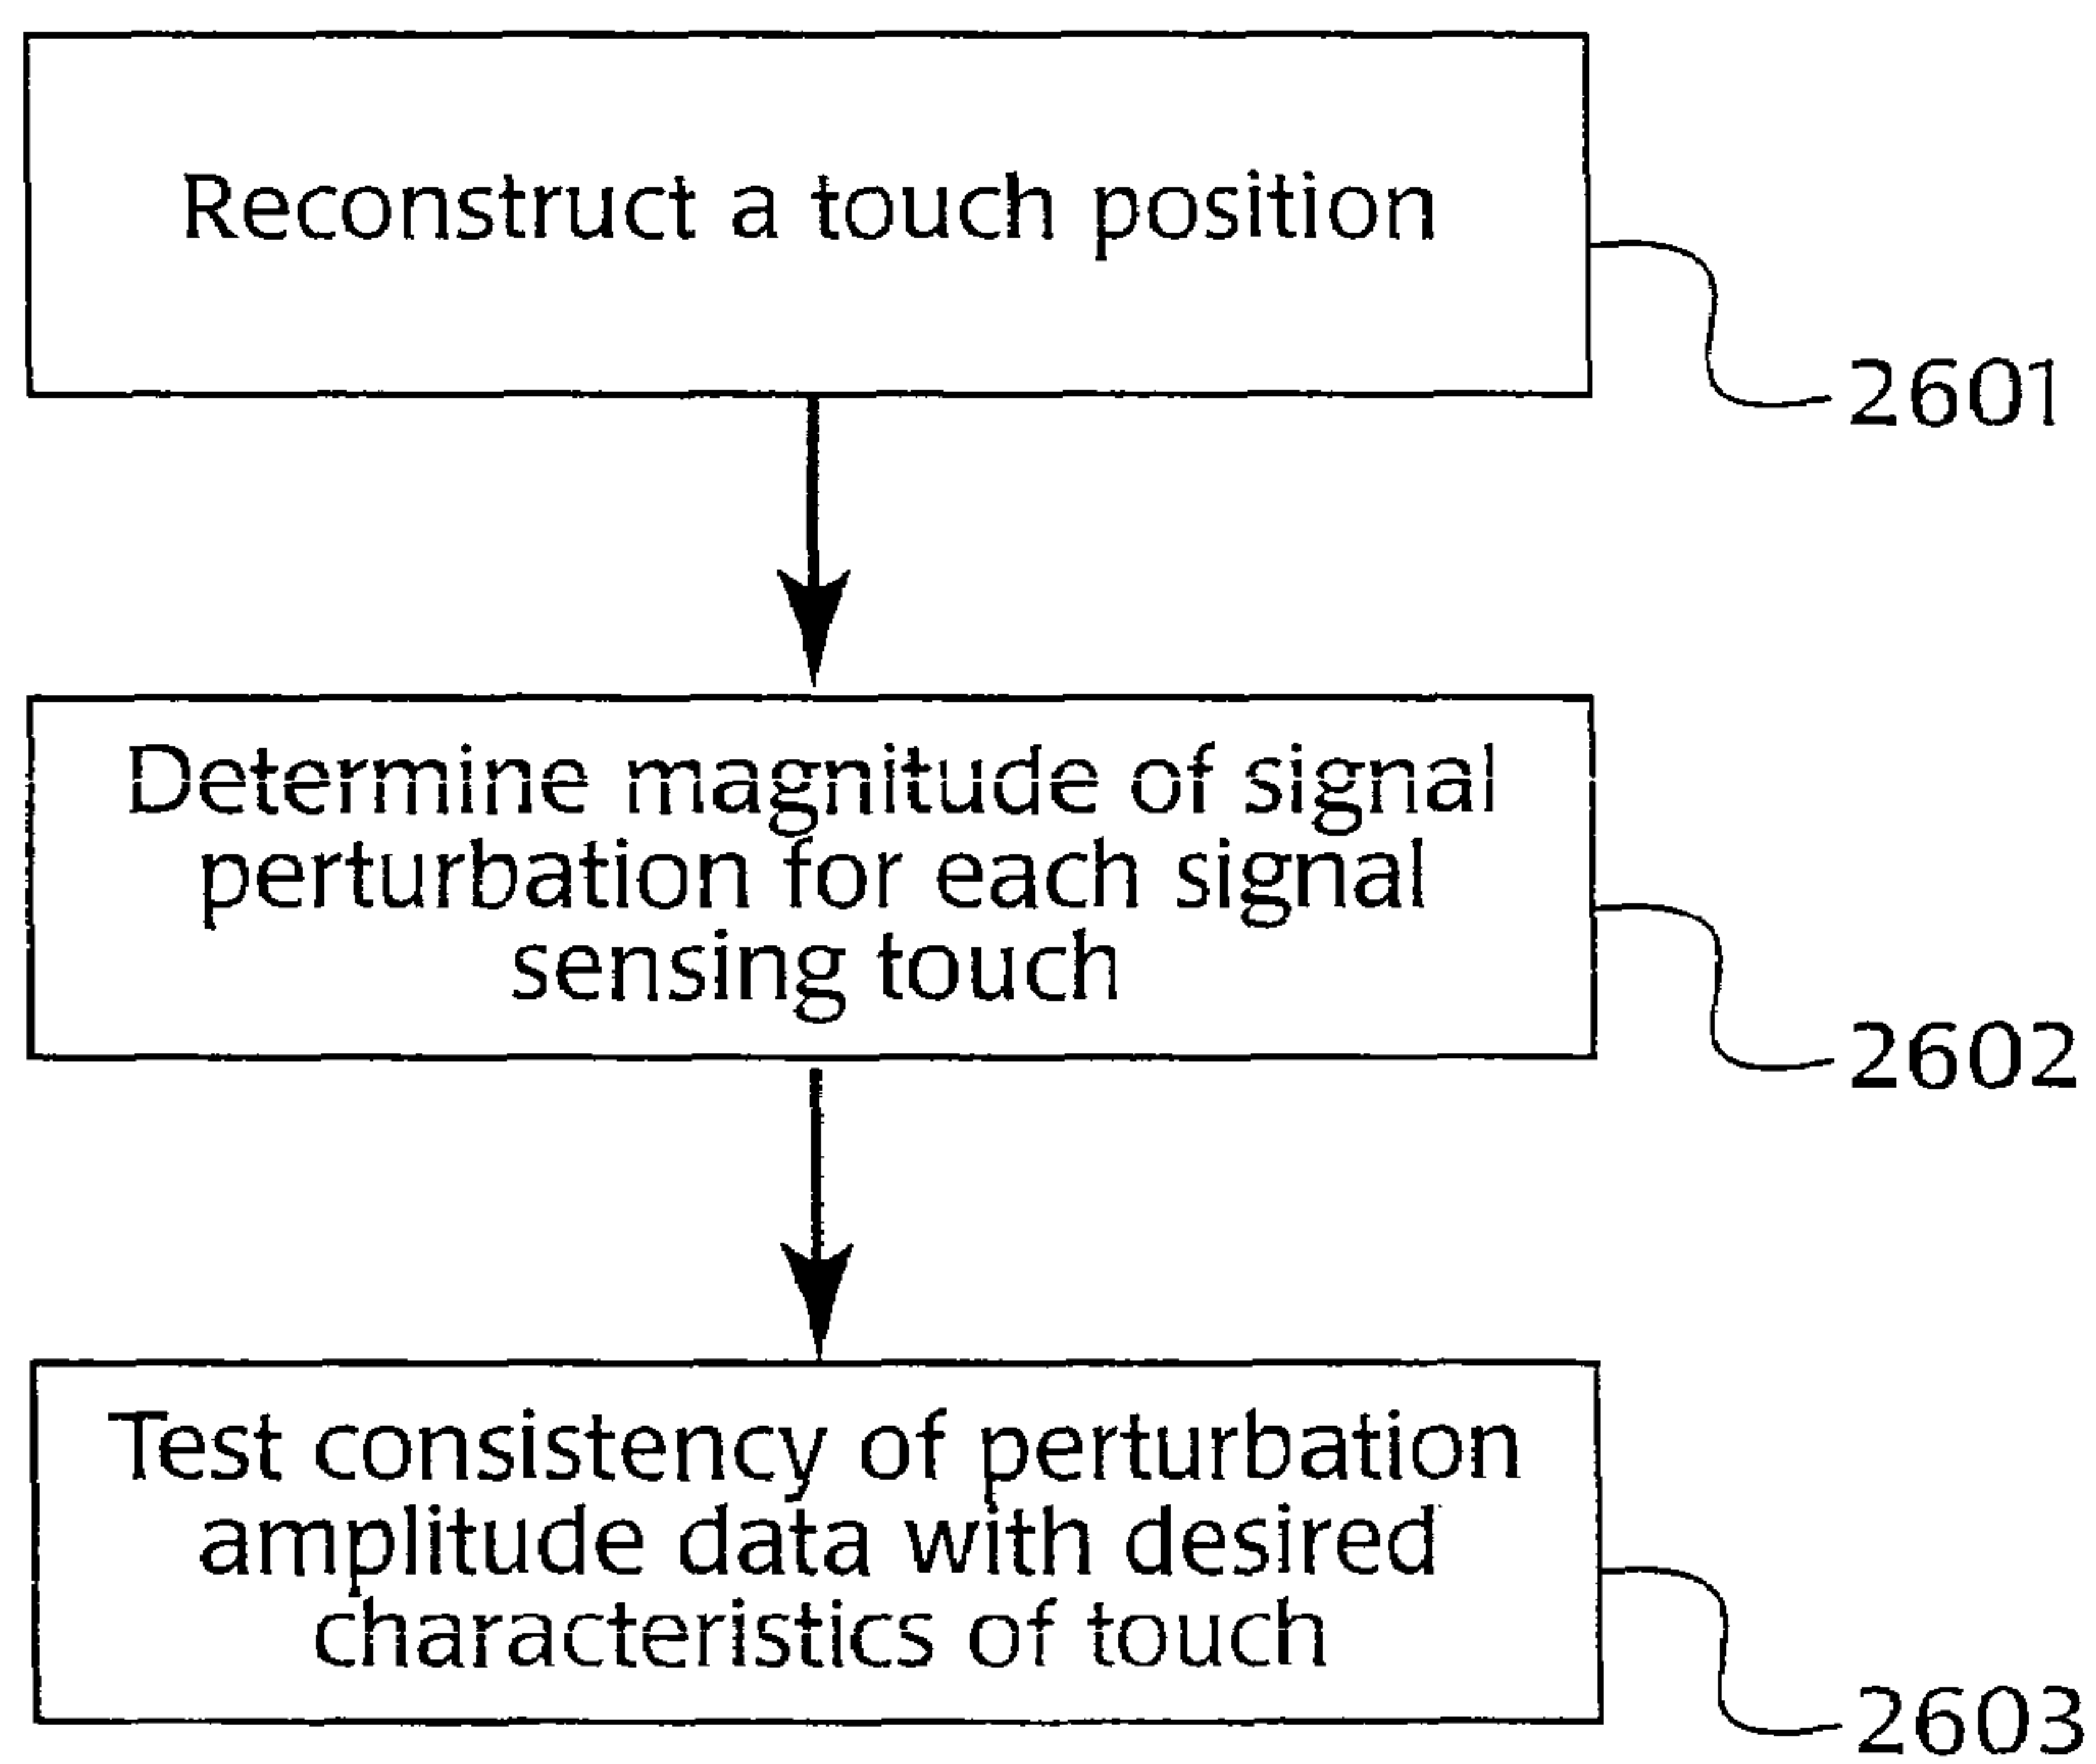 Reconstruct a touch position
2601
Determine magnitude of signal
perturbation for each signal
sensing touch
2602
Test consistency of perturbation
amplitude data with desired
characteristics of touch
2603